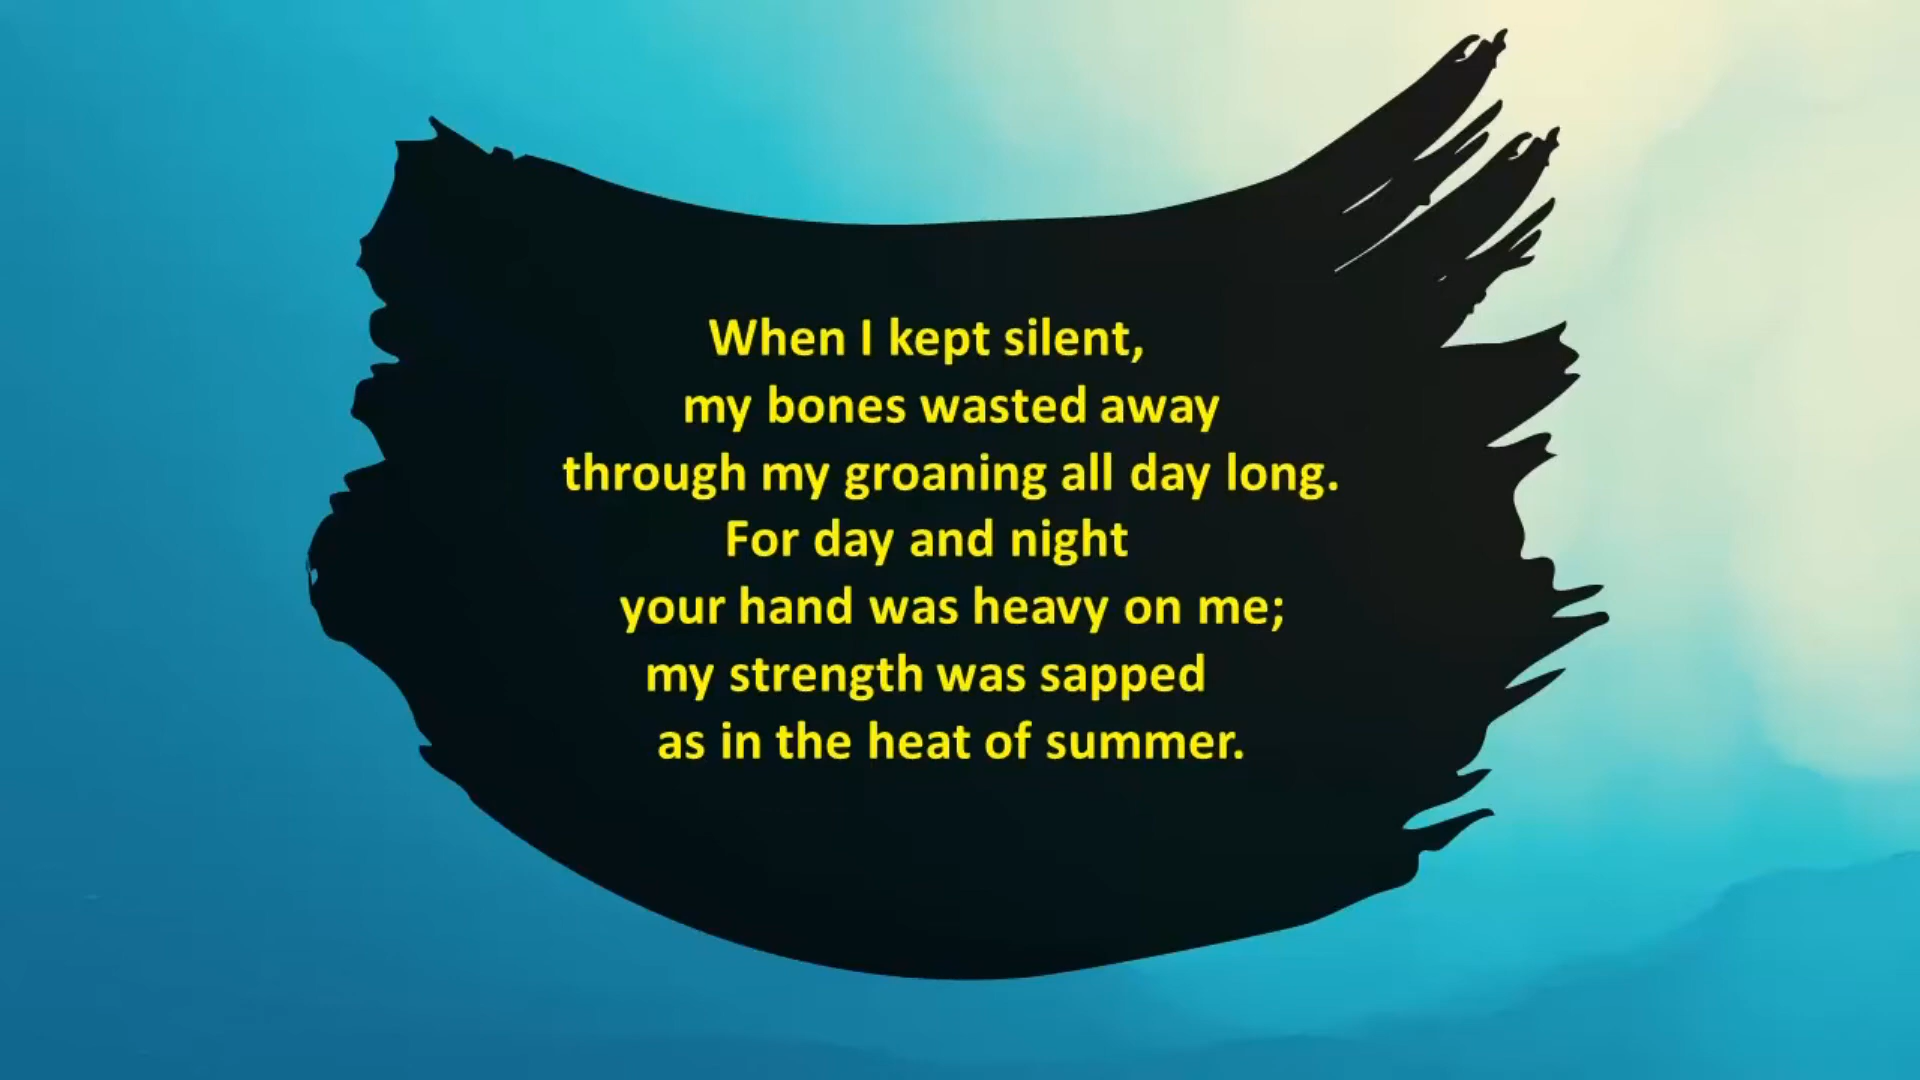 When I kept silent,
my bones wasted away
through my groaning all day long.
For day and night
your hand was heavy on me;
my strength was sapped
as in the heat of summer.